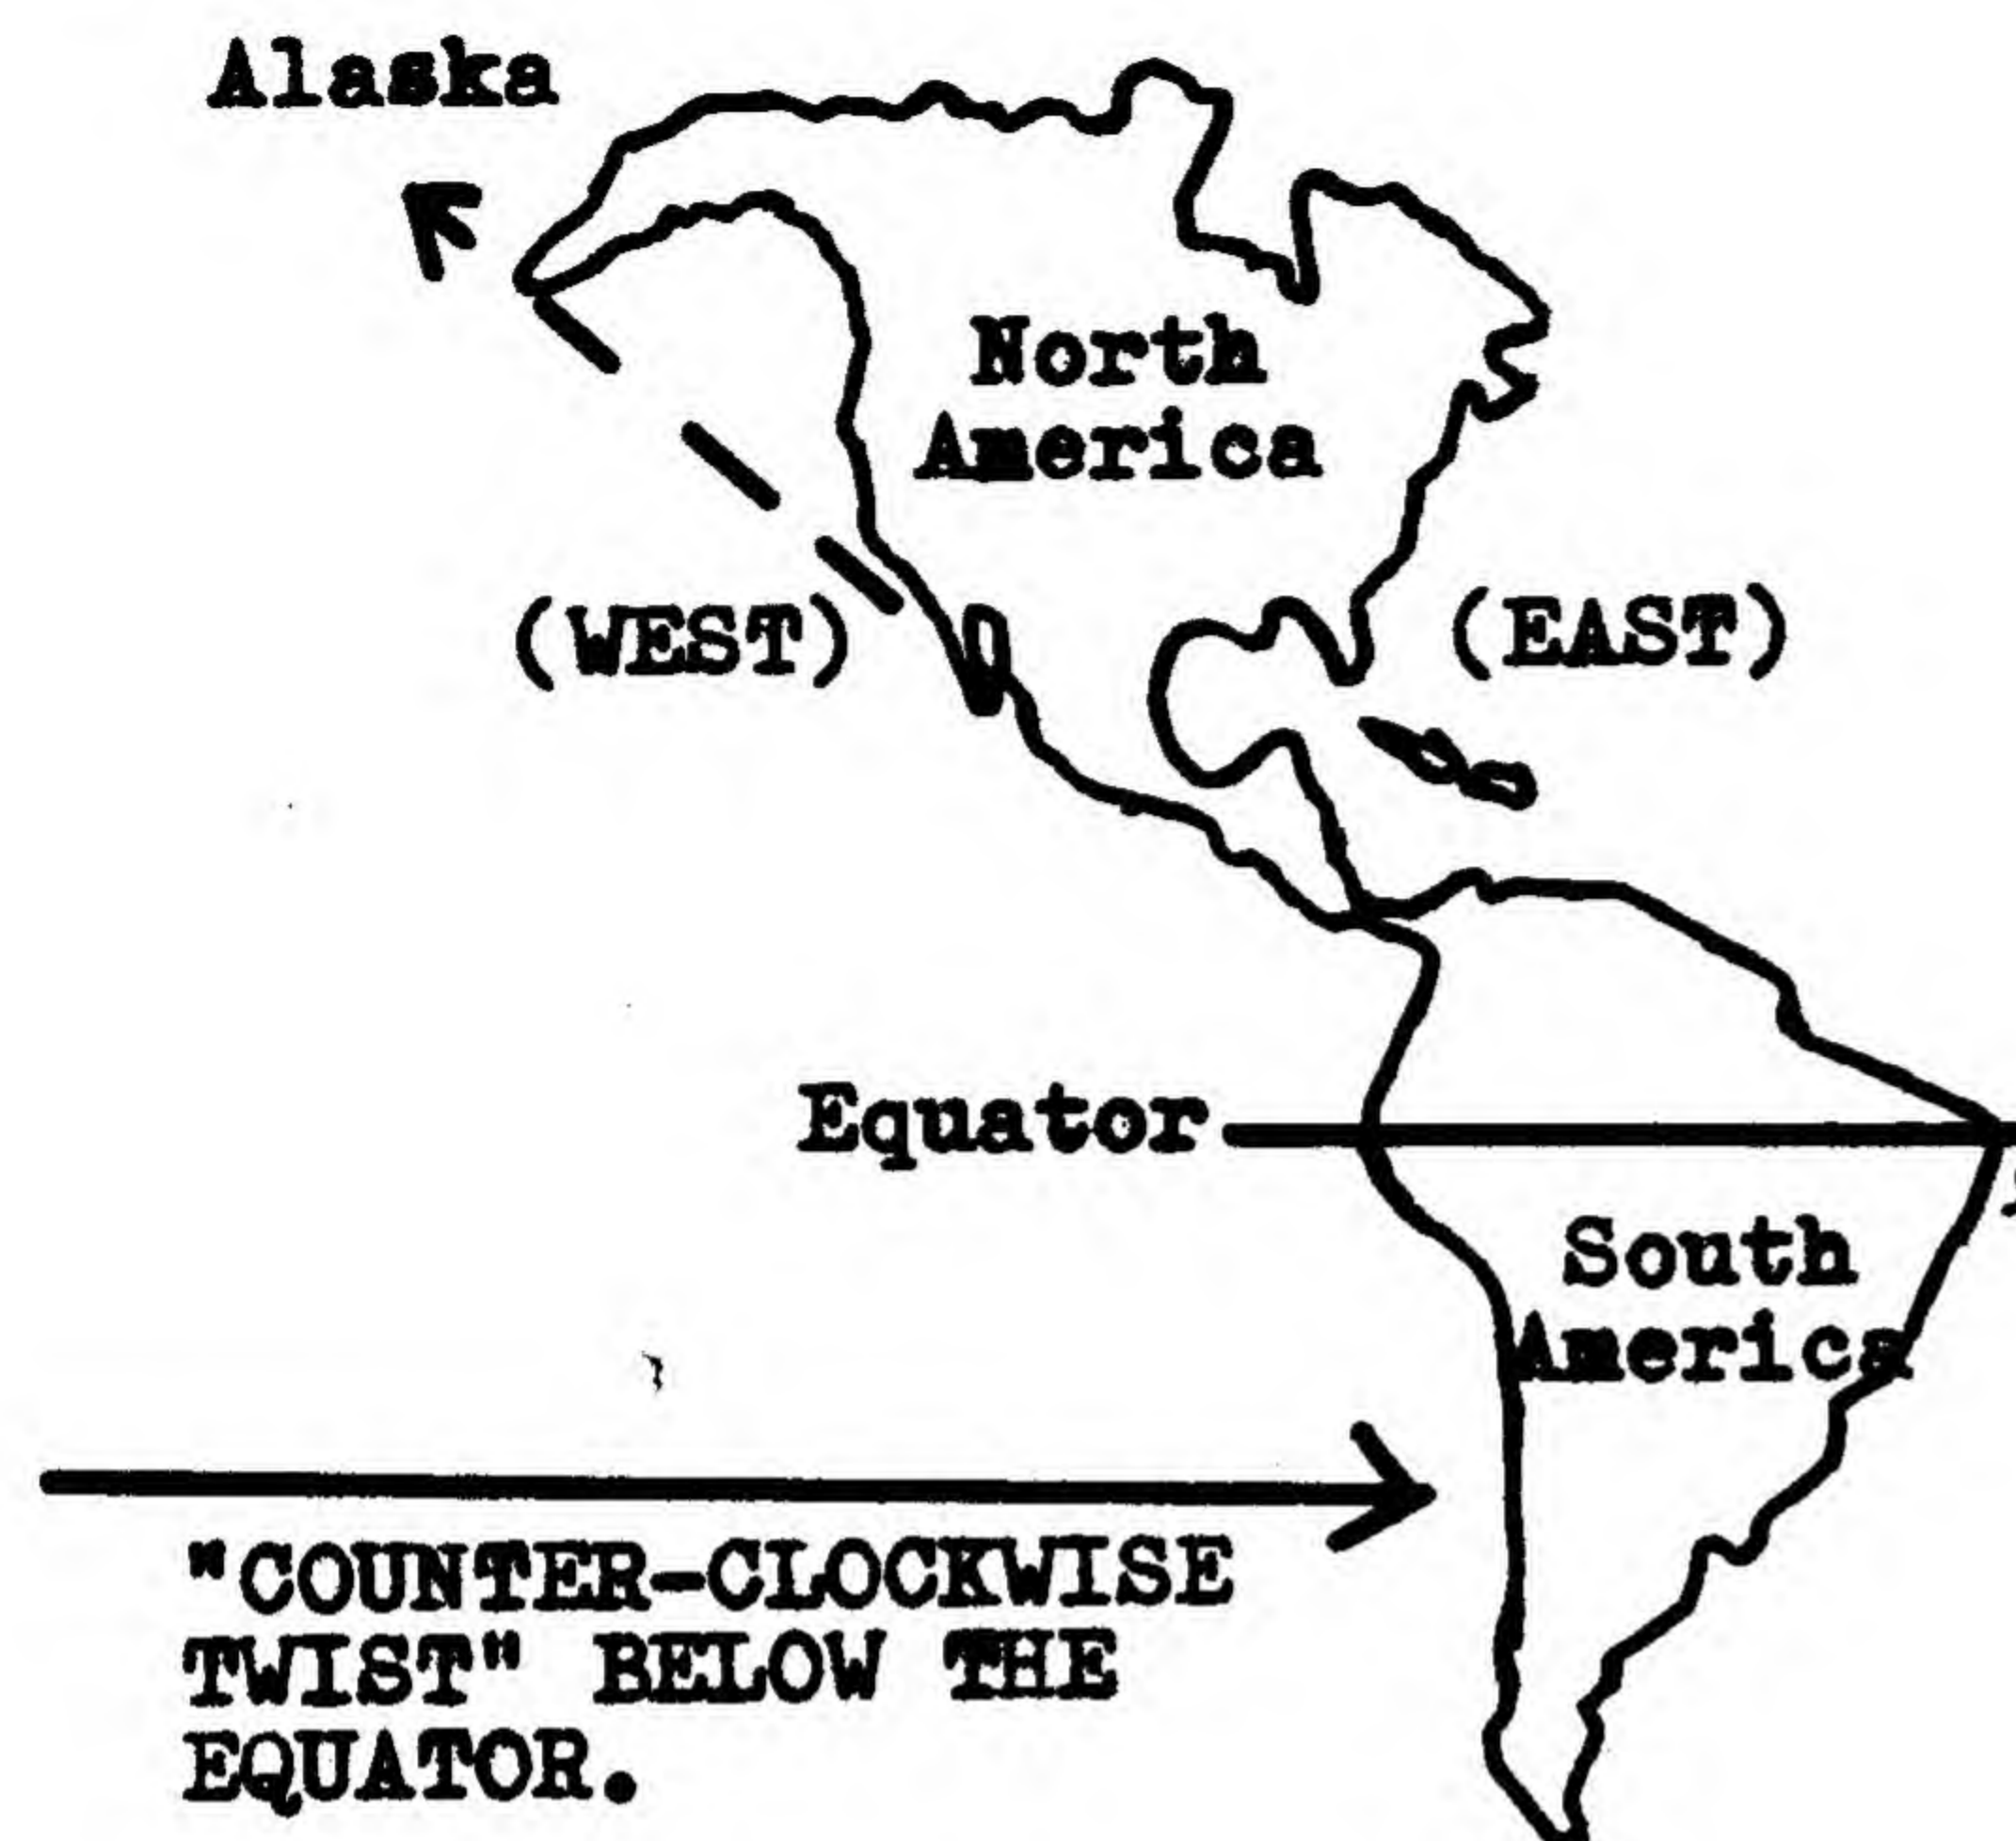 Alaska
North
America
(WEST)
(EAST)
Equator
South
America
"COUNTER-CLOCKWISE
TWIST" BELOW THE
EQUATOR.